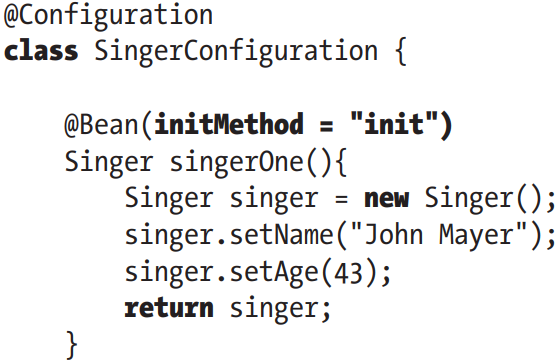 @Configuration
class SingerConfiguration {
@Bean(initMethod = "init")
Singer singerOne(){
Singer singer = new Singer();
singer.setName("John Mayer");
singer.setAge(43);
return singer;
}